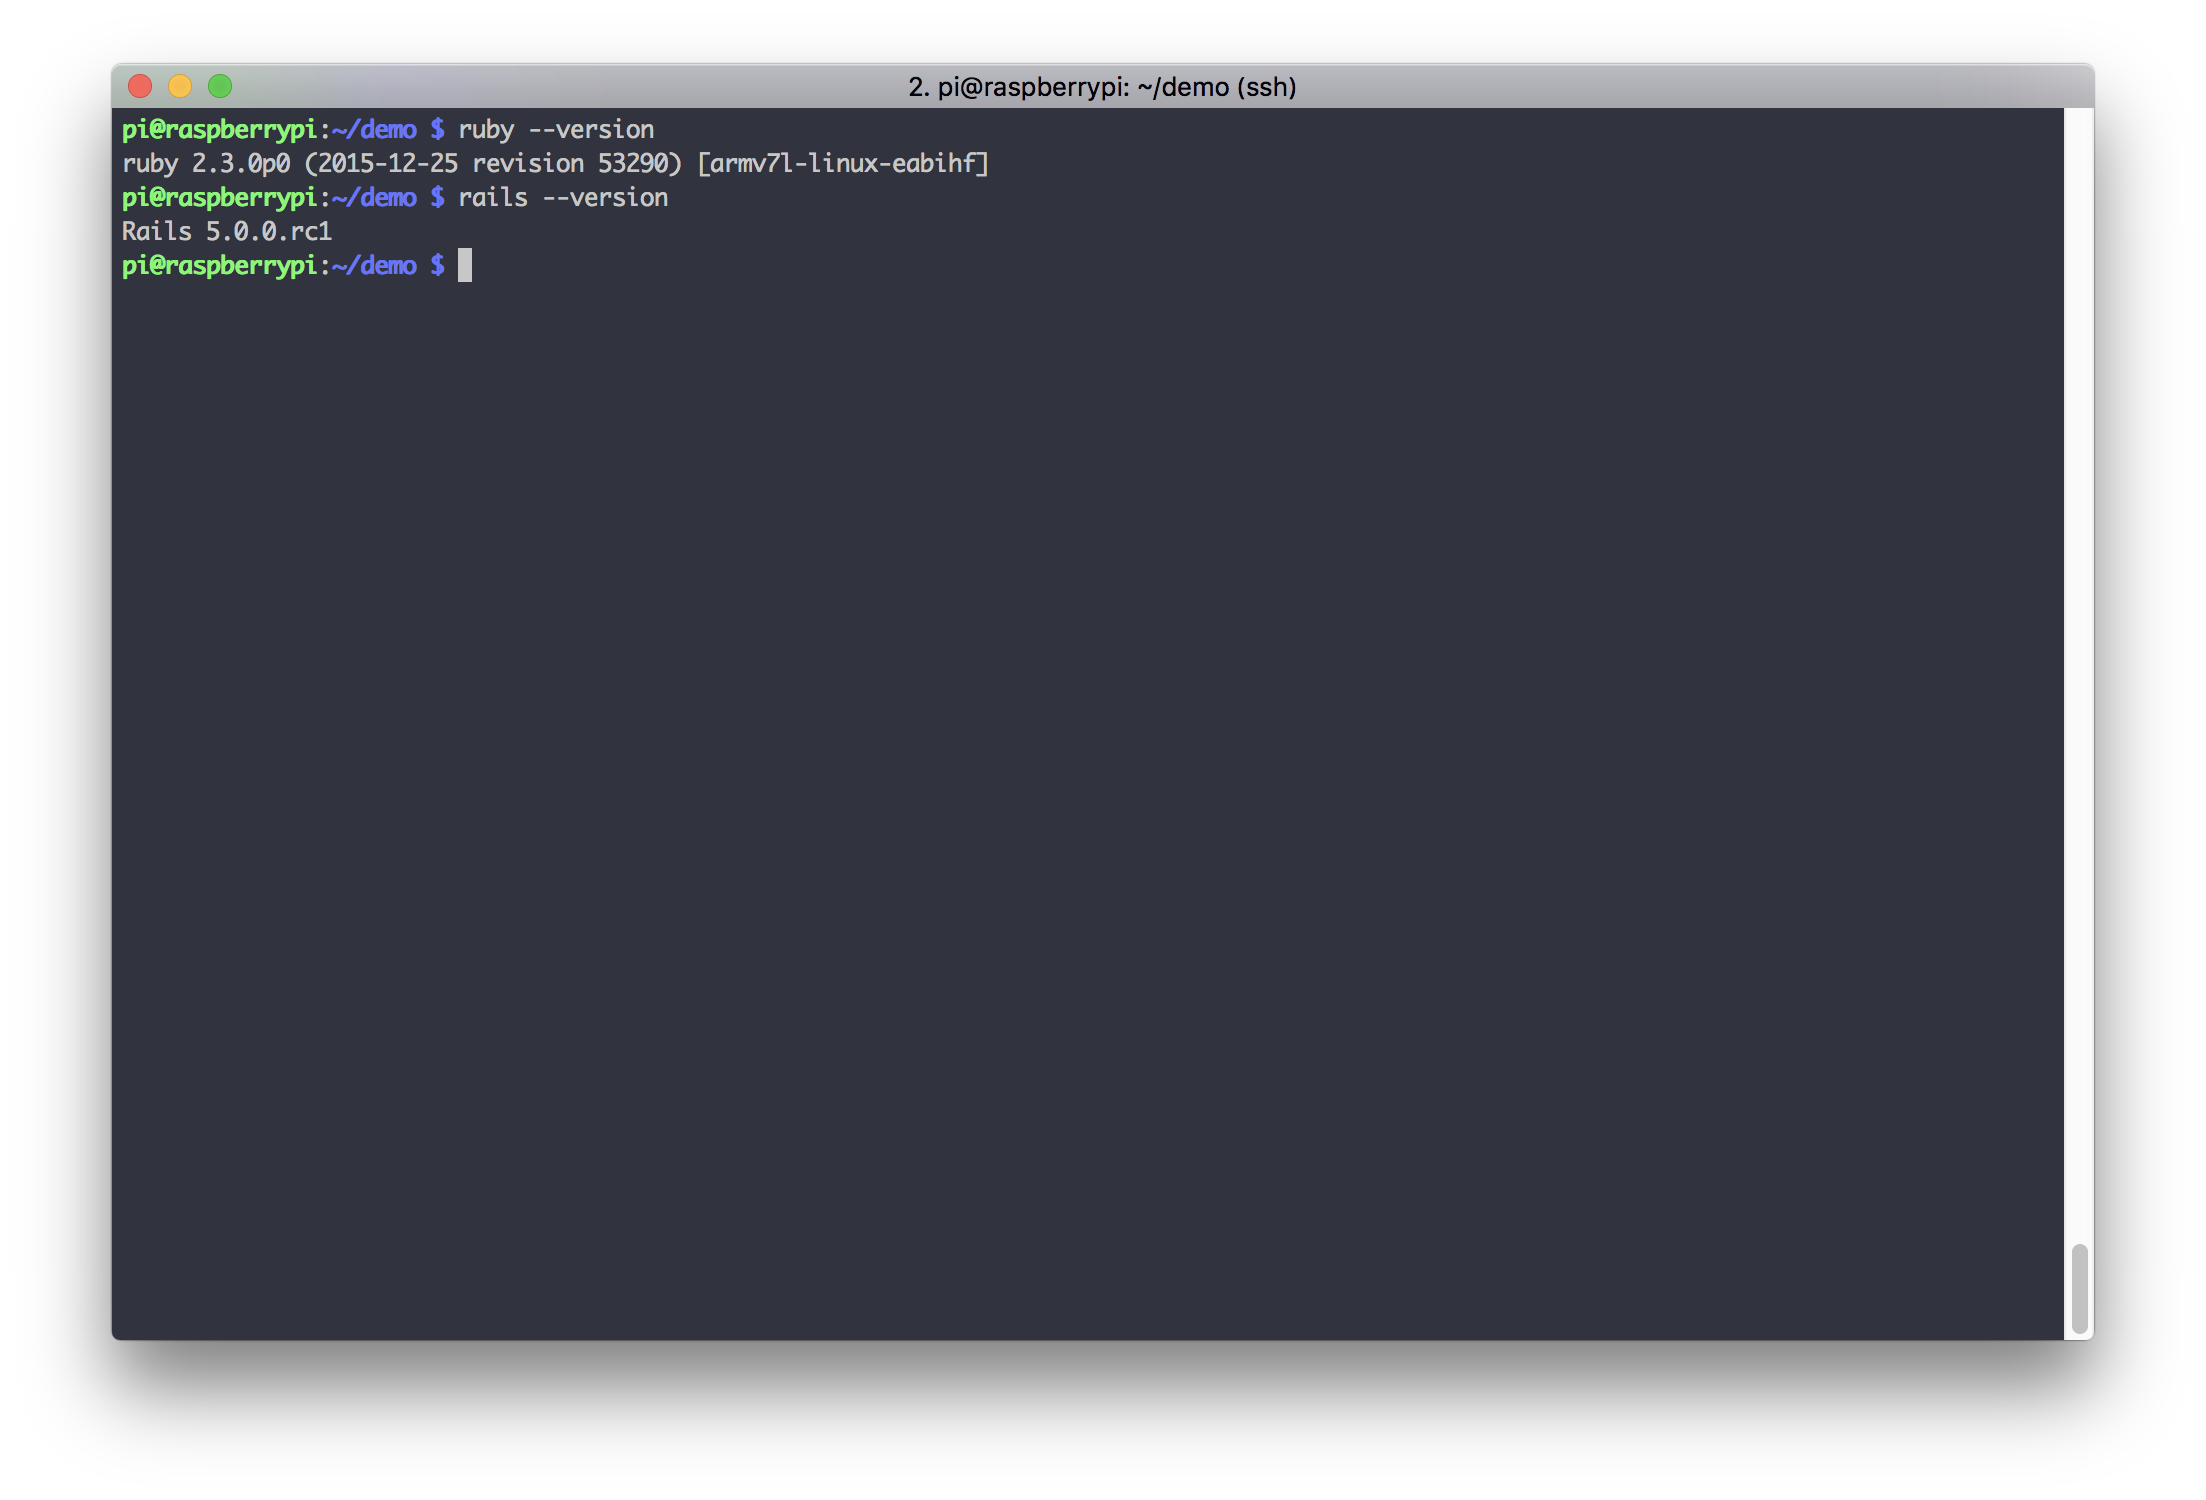 2. pi@raspberrypi: ~/demo (ssh)
pi@raspberrypi:~/demo $ ruby --version
ruby 2.3.0p0 (2015-12-25 revision 53290) [armv7l-linux-eabihf]
pi@raspberrypi:~/demo $ rails --version
Rails 5.0.0.rc1
pi@raspberrypi:~/demo $